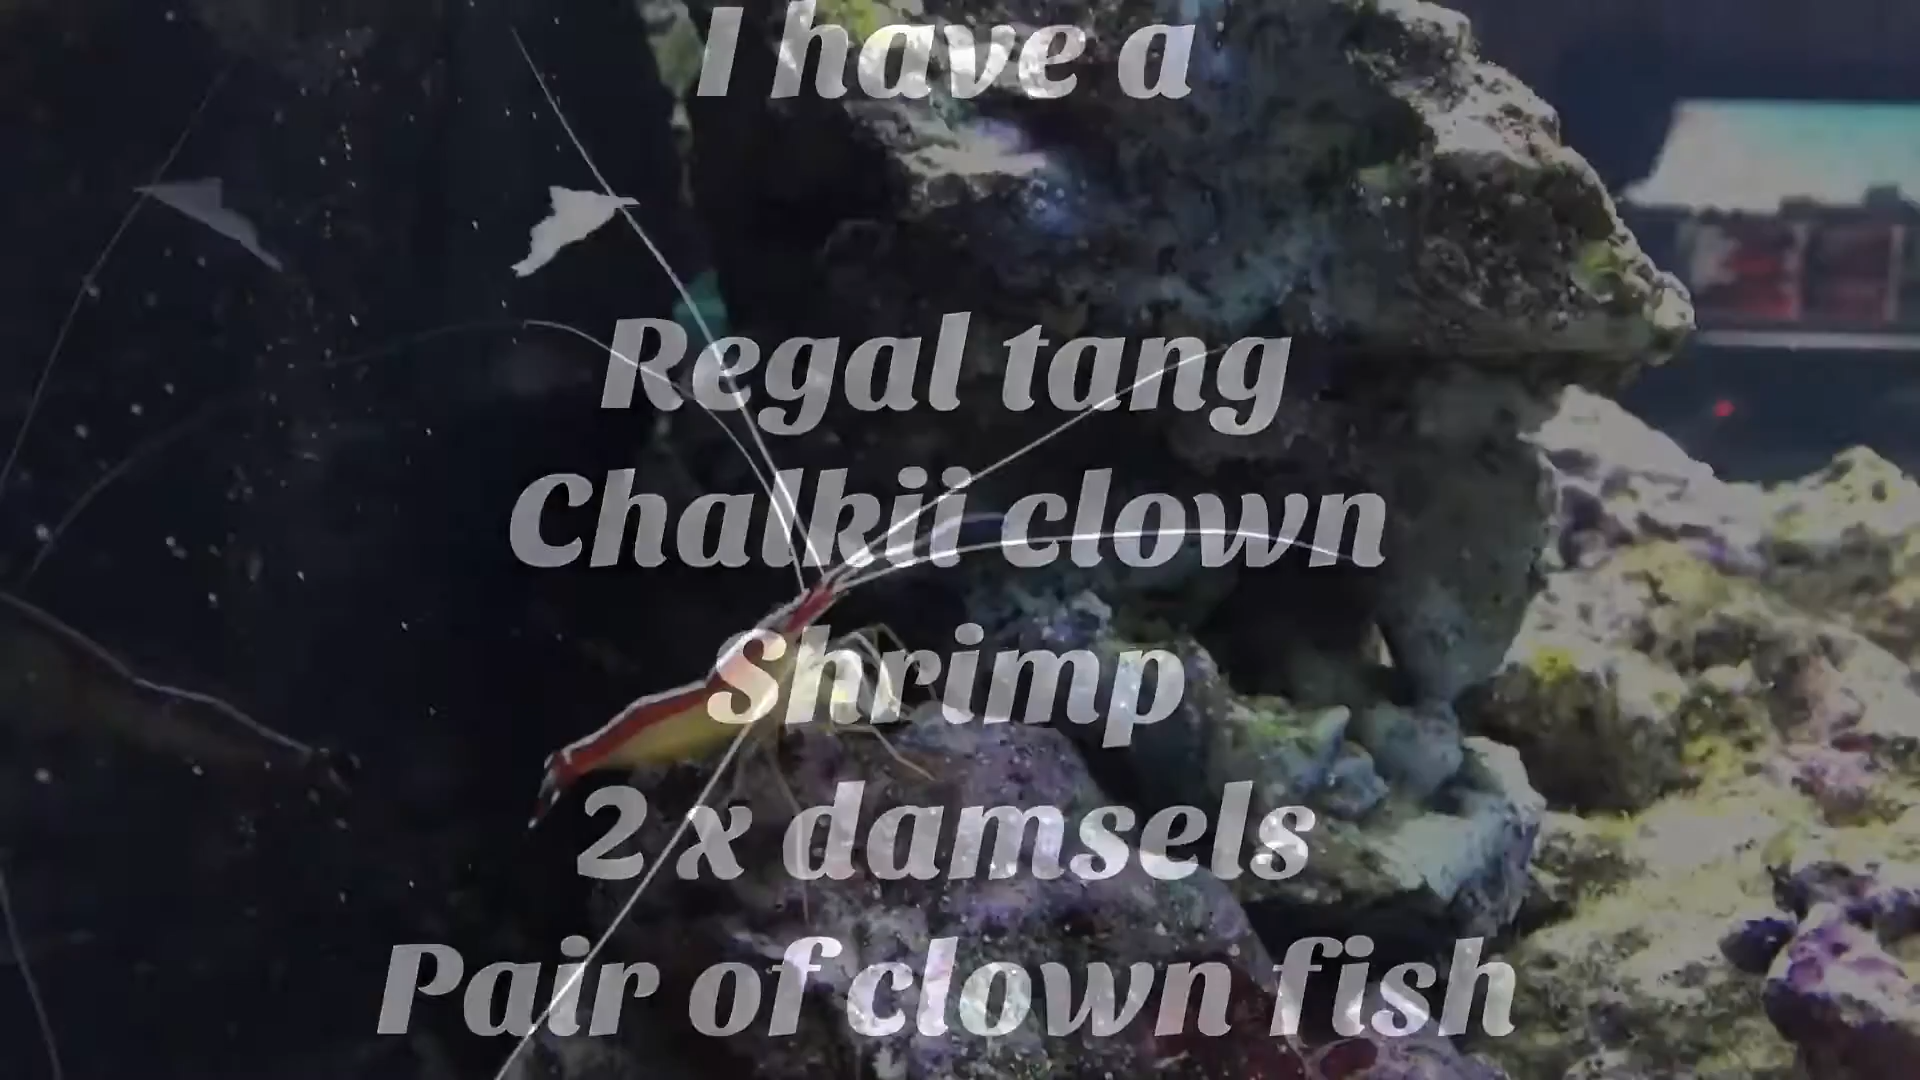 I have a
Regal tang
Chalkii clown
Shrimp
2 x damsels
Pair of clown fish